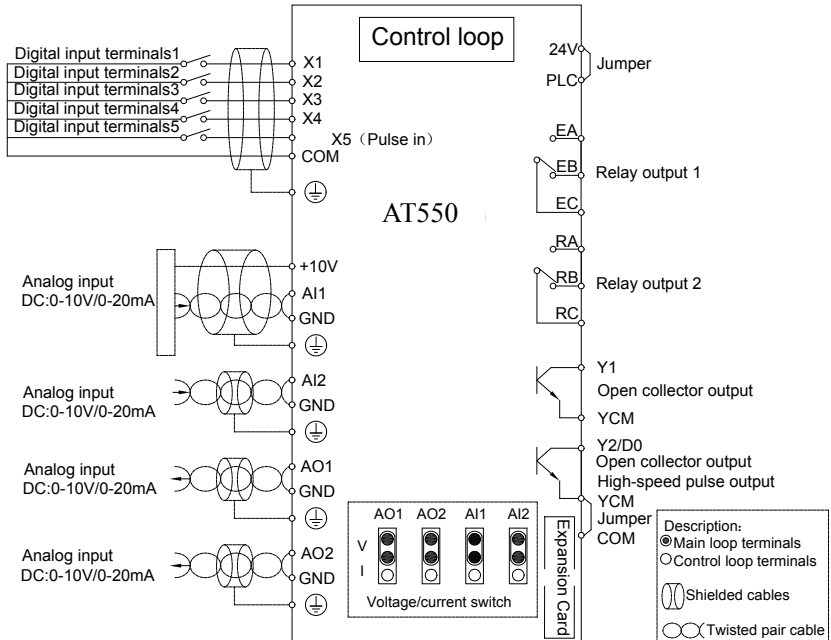 Control loop
Digital input terminals1
X1
Digital input terminals2
X2
Digital input terminals3
X3
Digital input terminals4
X4
Digital input terminals5
X5（Pulse in）
COM
AT550
24V
Jumper
PLC
EA
EB
Relay output 1
EC
RA
RB
Relay output 2
RC
+10V
Analog input
DC:0-10V/0-20mA
AI1
GND
Analog input
DC:0-10V/0-20mA
AI2
GND
Analog input
DC:0-10V/0-20mA
AO1
GND
Analog input
DC:0-10V/0-20mA
AO2
GND
Y1
Open collector output
YCM
Y2/D0
Open collector output
High-speed pulse output
YCM
Jumper
COM
AO1 AO2 AI1 AI2
V
I
Voltage/current switch
Expansion Card
Description:
Main loop terminals
Control loop terminals
Shielded cables
Twisted pair cable